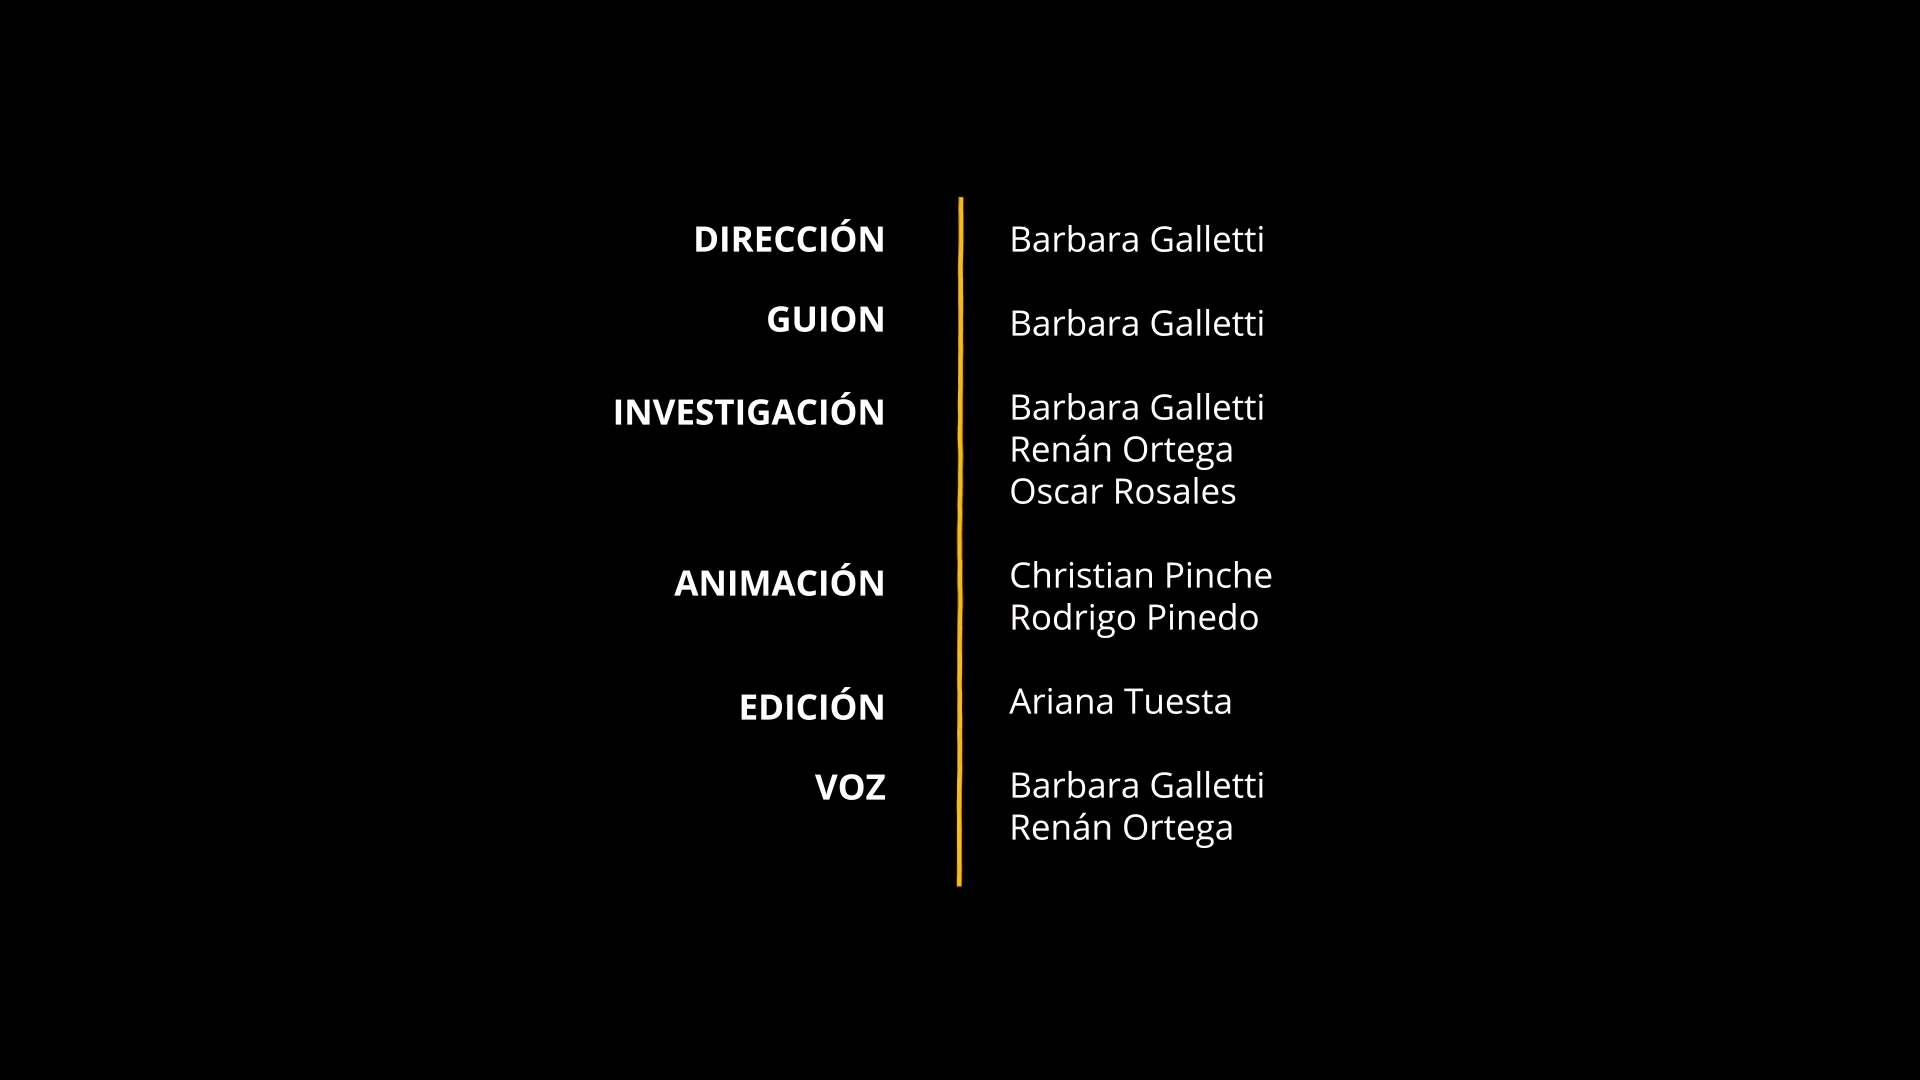 DIRECCIÓN Barbara Galletti
GUION Barbara Galletti
INVESTIGACIÓN Barbara Galletti
Renán Ortega
Oscar Rosales
ANIMACIÓN Christian Pinche
Rodrigo Pinedo
EDICIÓN Ariana Tuesta
VOZ Barbara Galletti
Renán Ortega